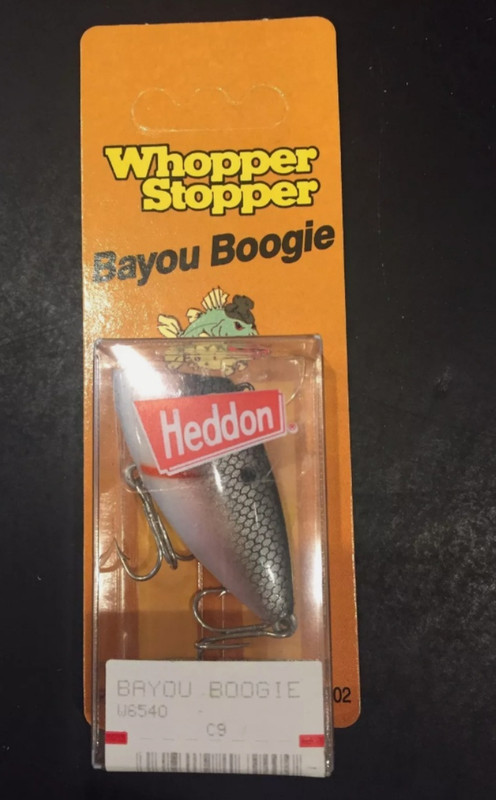 Whopper
Stopper
Bayou Boogie
Heddon
BAYOU BOOGIE
W6540
C9
02